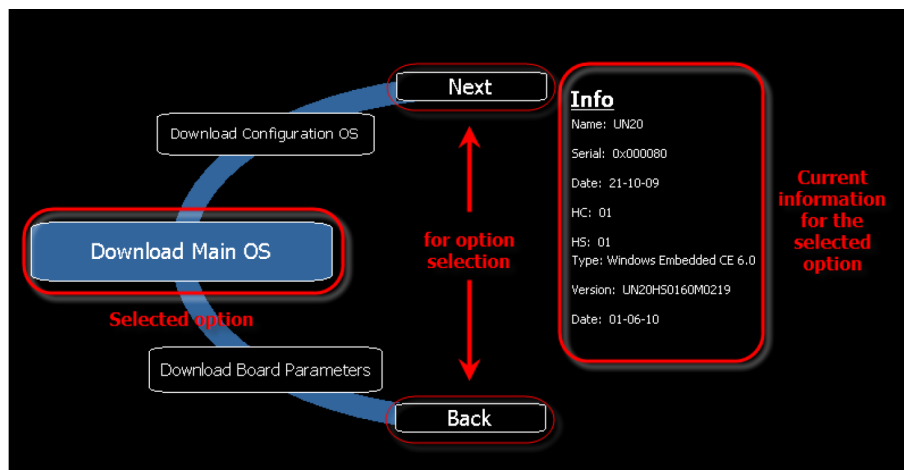 Next
Download Configuration OS
Download Main OS
Selected option
Download Board Parameters
Back
for option
selection
Info
Name: UN20
Serial: 0x000080
Date: 21-10-09
HC: 01
HS: 01
Type: Windows Embedded CE 6.0
Version: UN20HS0160M0219
Date: 01-06-10
Current
information
for the
selected
option